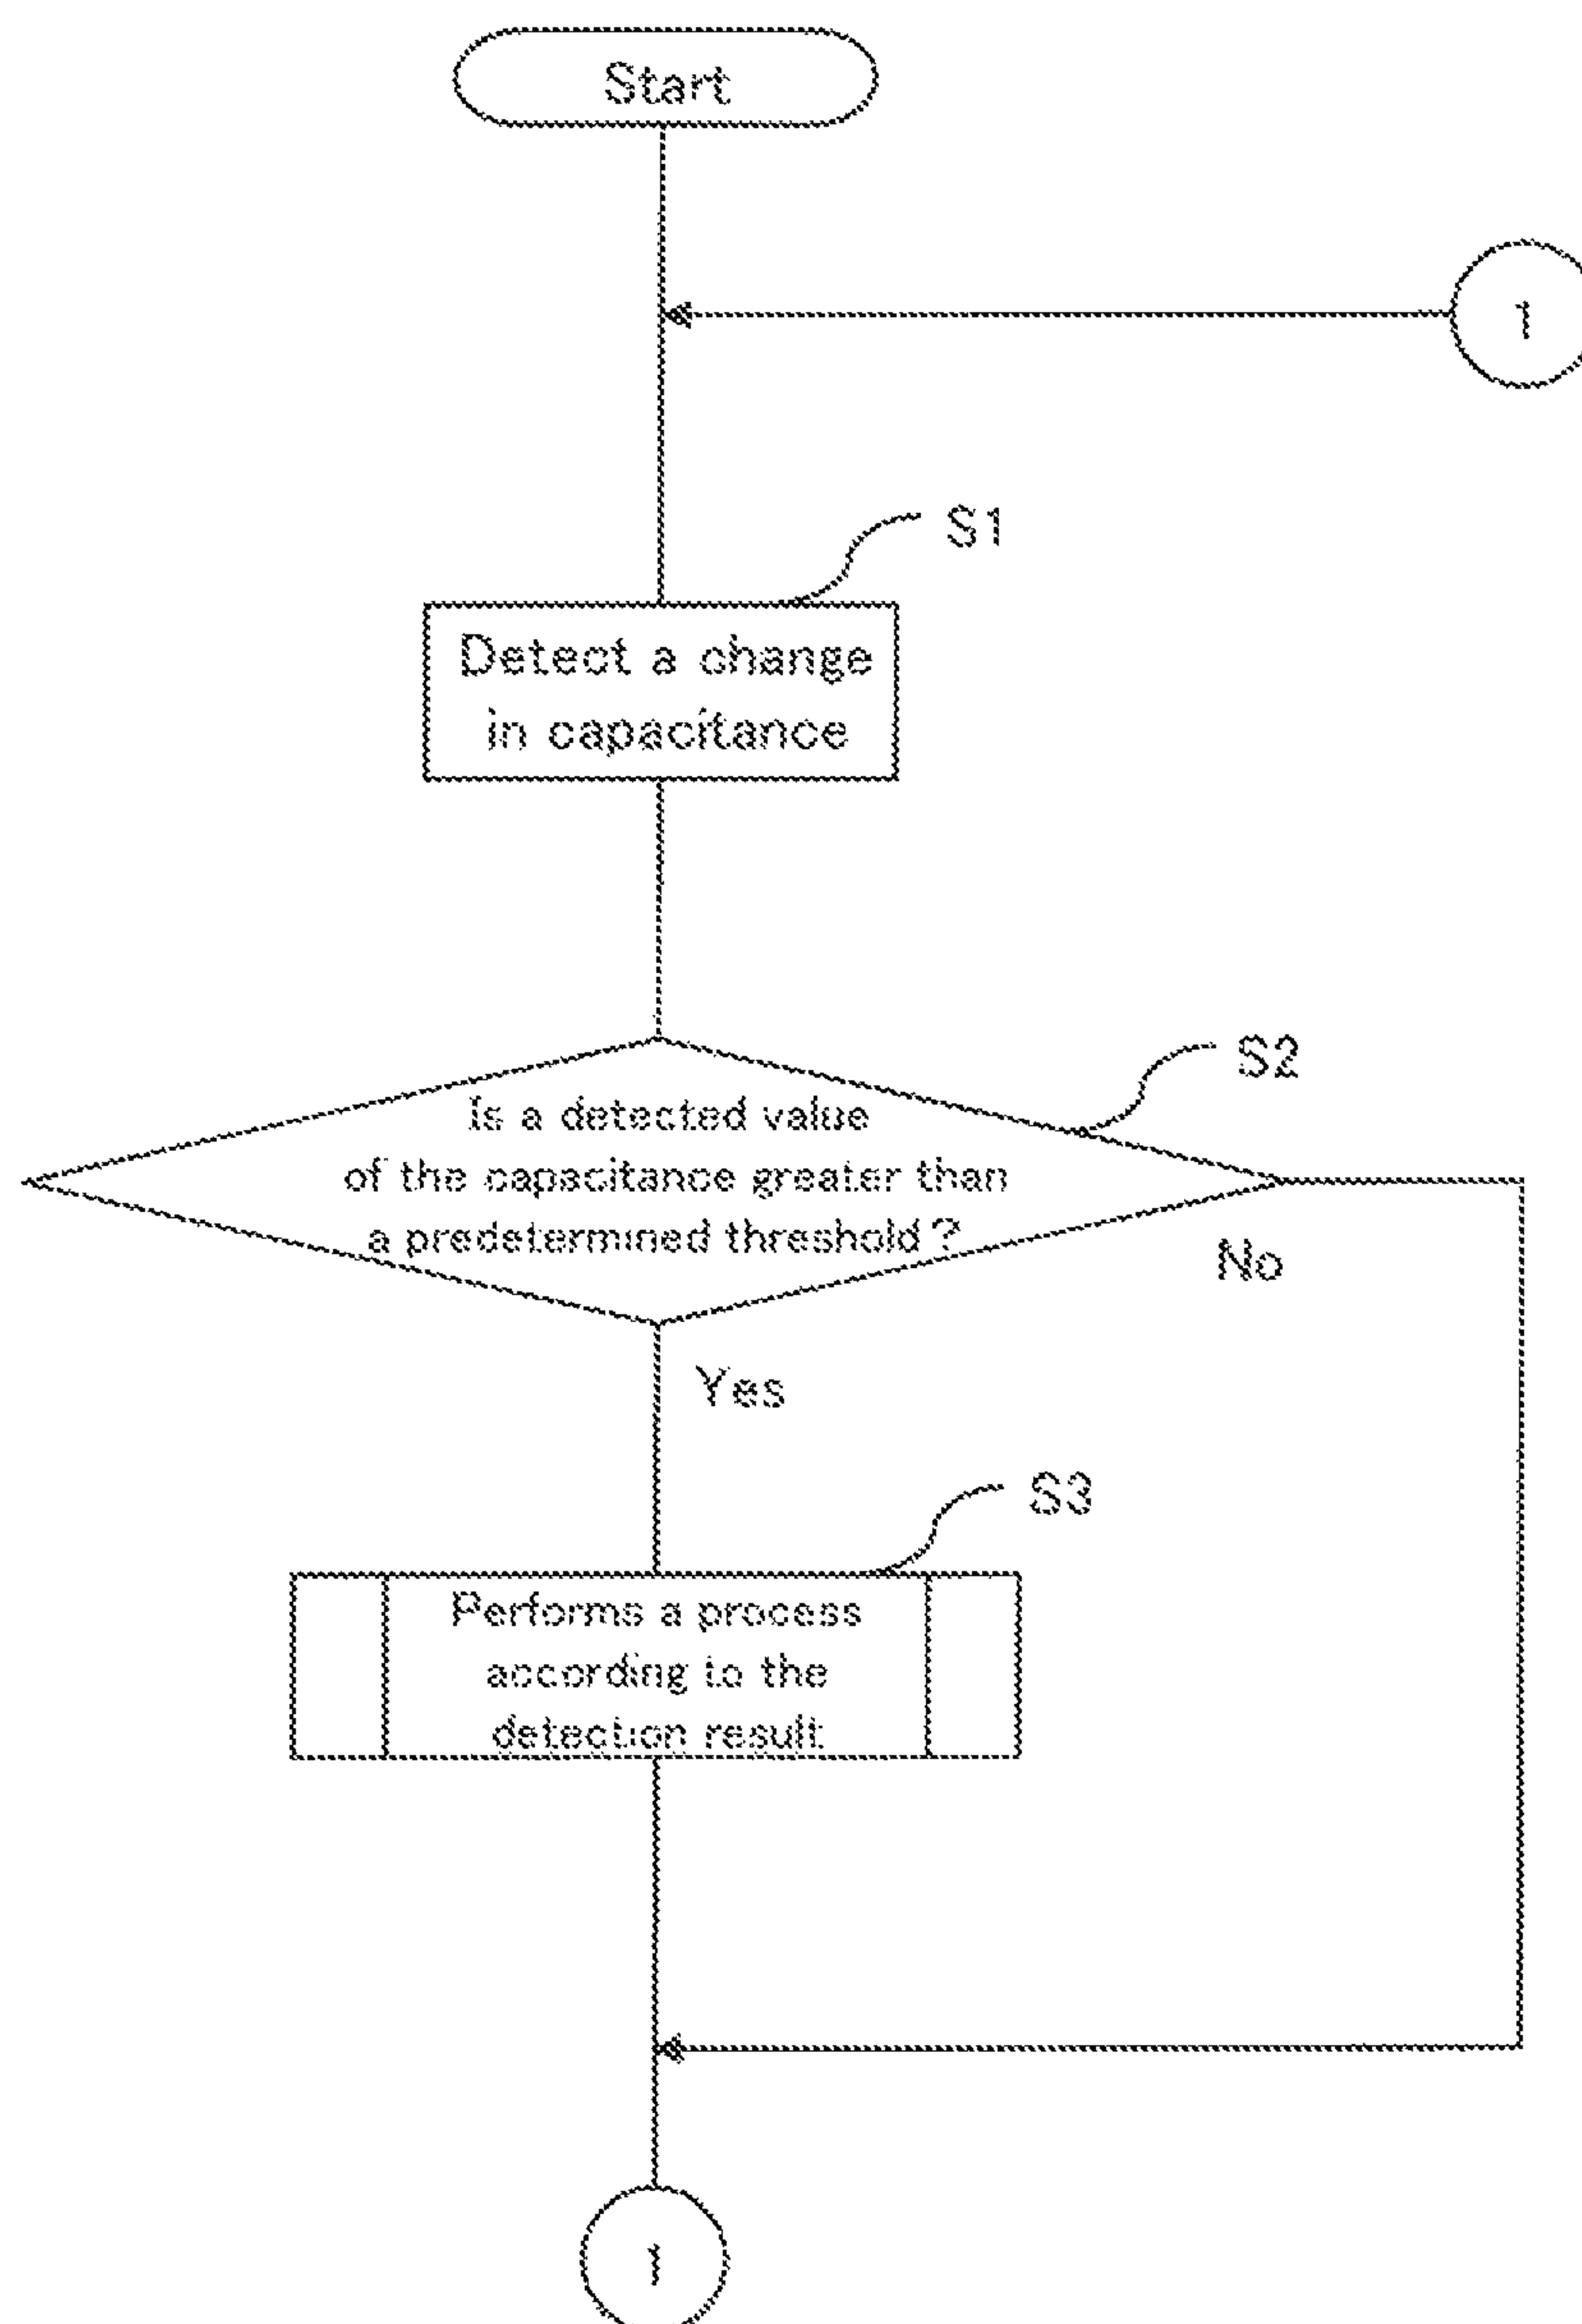 Start
1
S1
Detect a change
in capacitance
S2
Is a detected value
of the capacitance greater than
a predetermined threshold?
No
Yes
S3
Performs a process
according to the
detection result
1